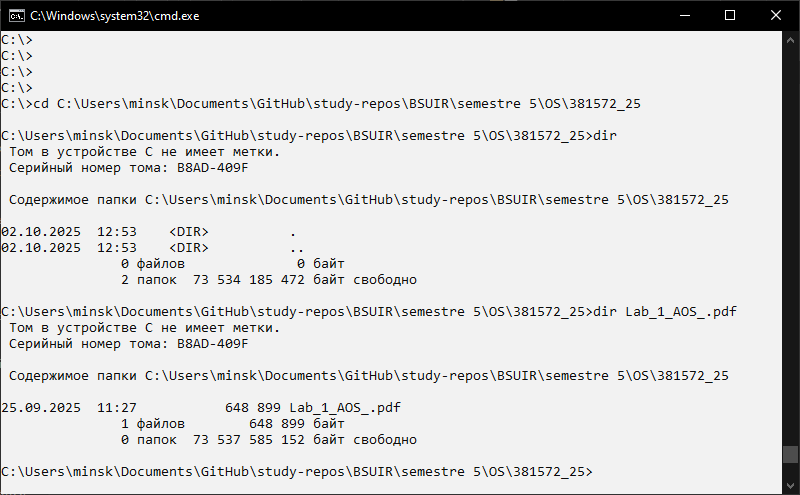 C:\Windows\system32\cmd.exe
C:\>
C:\>
C:\>
C:\>
C:\>cd C:\Users\minsk\Documents\GitHub\study-repos\BSUIR\semestre 5\OS\381572_25
C:\Users\minsk\Documents\GitHub\study-repos\BSUIR\semestre 5\OS\381572_25>dir
Том в устройстве C не имеет метки.
Серийный номер тома: B8AD-409F
Содержимое папки C:\Users\minsk\Documents\GitHub\study-repos\BSUIR\semestre 5\OS\381572_25
02.10.2025  12:53    <DIR>          .
02.10.2025  12:53    <DIR>          ..
0 файлов              0 байт
2 папок  73 534 185 472 байт свободно
C:\Users\minsk\Documents\GitHub\study-repos\BSUIR\semestre 5\OS\381572_25>dir Lab_1_AOS_.pdf
Том в устройстве C не имеет метки.
Серийный номер тома: B8AD-409F
Содержимое папки C:\Users\minsk\Documents\GitHub\study-repos\BSUIR\semestre 5\OS\381572_25
25.09.2025  11:27           648 899 Lab_1_AOS_.pdf
1 файлов        648 899 байт
0 папок  73 537 585 152 байт свободно
C:\Users\minsk\Documents\GitHub\study-repos\BSUIR\semestre 5\OS\381572_25>